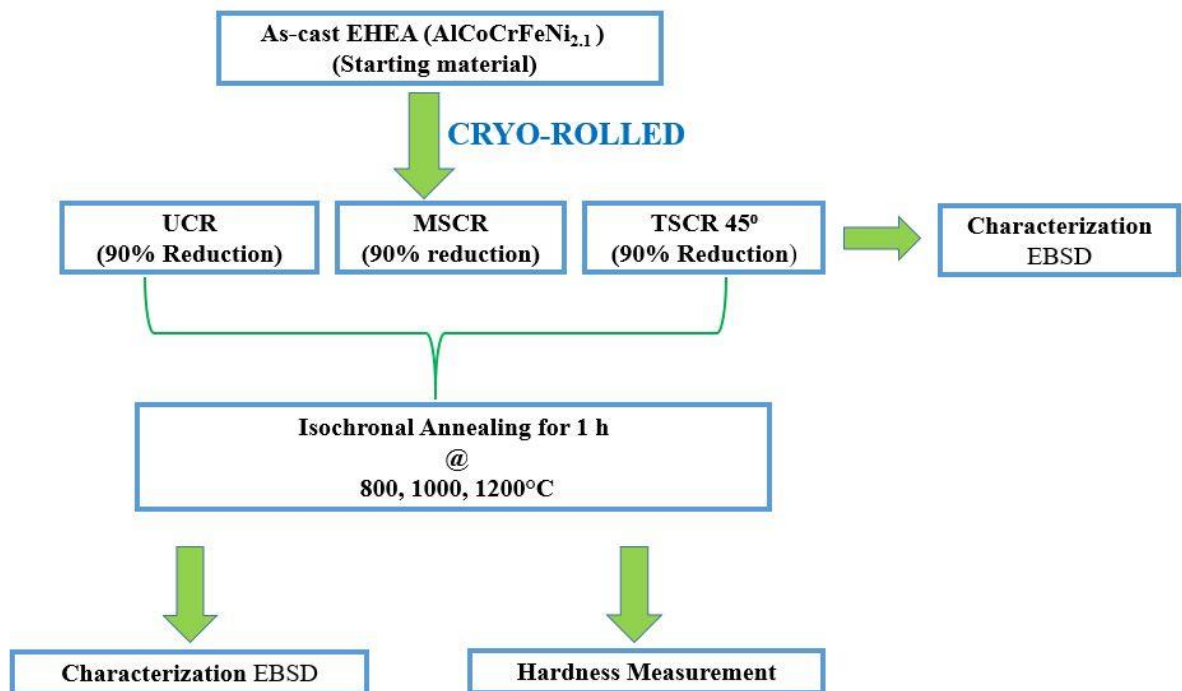 As-cast EHEA (AlCoCrFeNi2.1 )
(Starting material)
CRYO-ROLLED
UCR
(90% Reduction)
MSCR
(90% reduction)
TSCR 45⁰
(90% Reduction)
Characterization
EBSD
Isochronal Annealing for 1 h
@
800, 1000, 1200°C
Characterization EBSD
Hardness Measurement